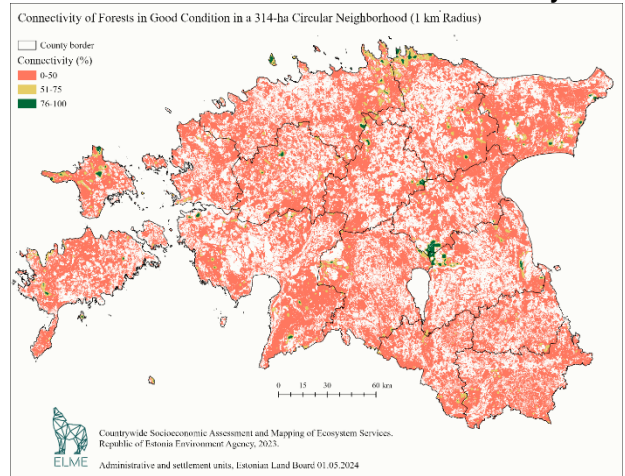 Connectivity of Forests in Good Condition in a 314-ha Circular Neighborhood (1 km Radius)
County border
Connectivity (%)
0-50
51-75
76-100
0 15 30 60 km
Countrywide Socioeconomic Assessment and Mapping of Ecosystem Services.
Republic of Estonia Environment Agency, 2023.
ELME
Administrative and settlement units, Estonian Land Board 01.05.2024